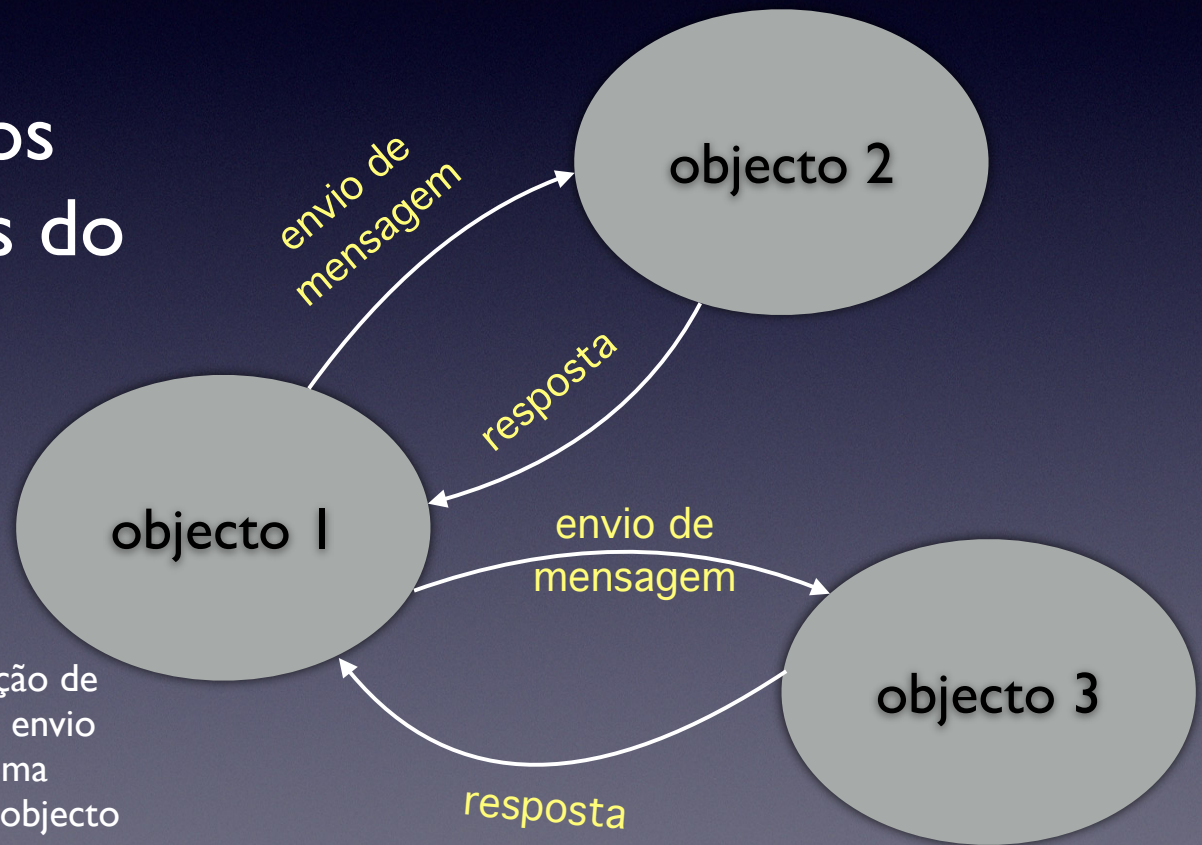 os
s do
envio de
mensagem
objecto 2
resposta
objecto 1
envio de
mensagem
ção de
envio
ma
objecto
objecto 3
resposta